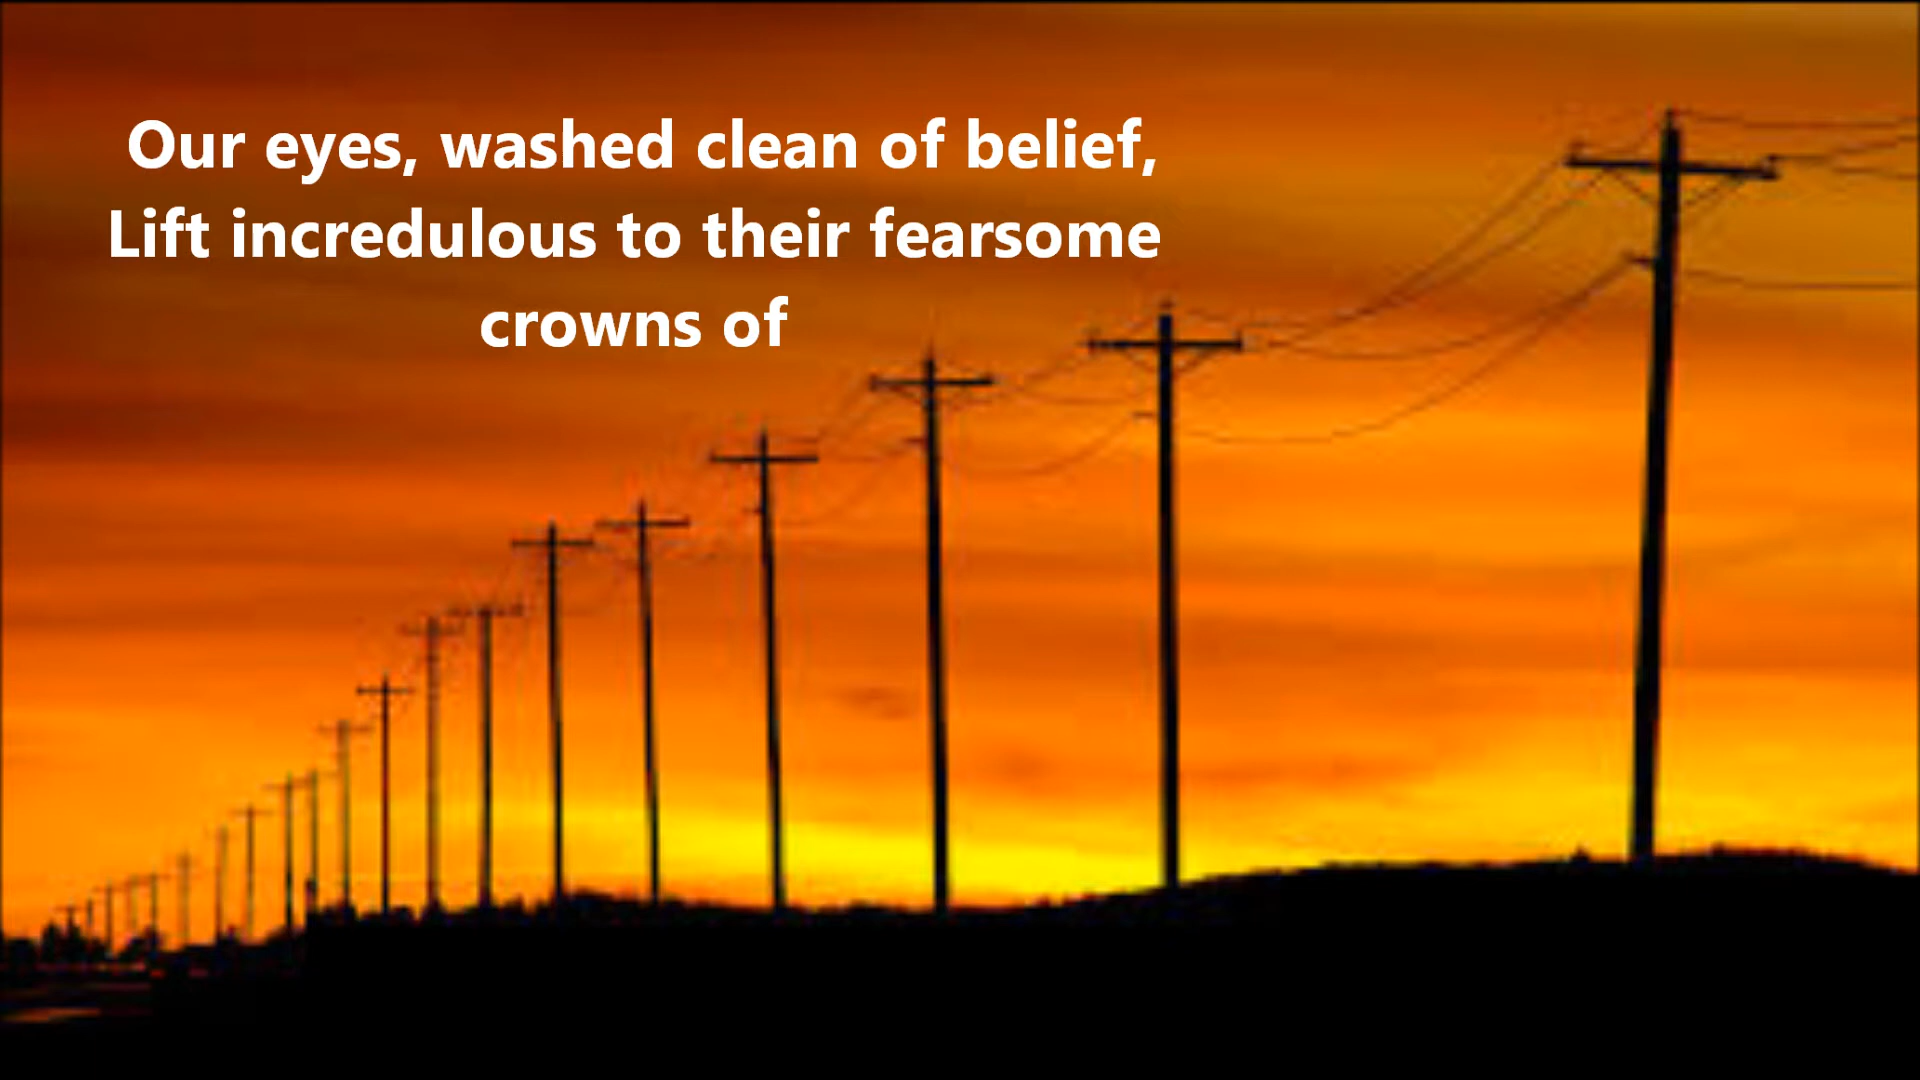 Our eyes, washed clean of belief,
Lift incredulous to their fearsome
crowns of